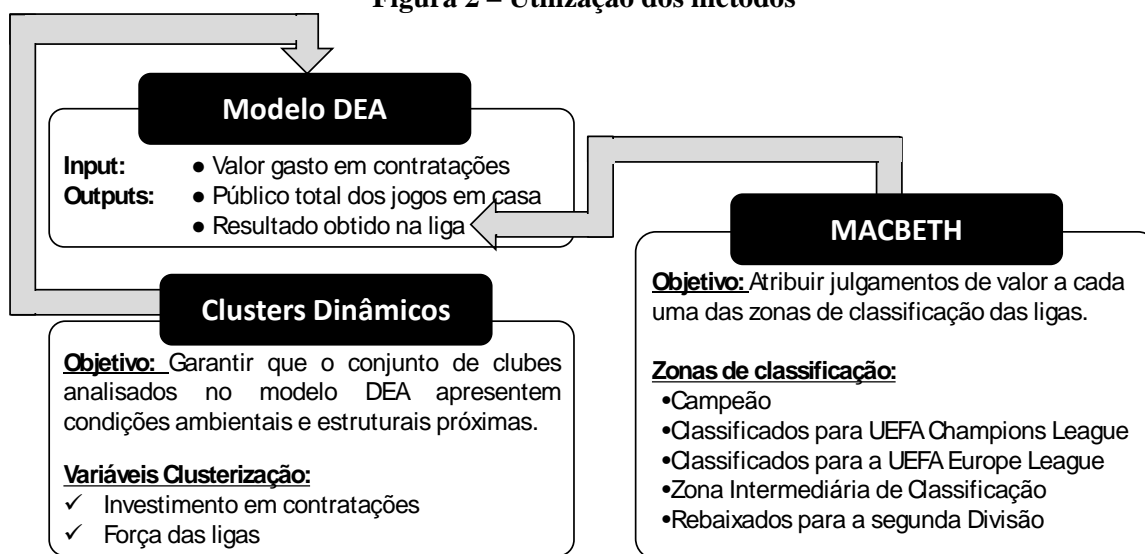 Figura 2 – Utilização dos métodos
Modelo DEA
Input: ● Valor gasto em contratações
Outputs: ● Público total dos jogos em casa
● Resultado obtido na liga
MACBETH
Objetivo: Atribuir julgamentos de valor a cada
uma das zonas de classificação das ligas.
Zonas de classificação:
•Campeão
•Classificados para UEFA Champions League
•Classificados para a UEFA Europe League
•Zona Intermediária de Classificação
•Rebaixados para a segunda Divisão
Clusters Dinâmicos
Objetivo: Garantir que o conjunto de clubes
analisados no modelo DEA apresentem
condições ambientais e estruturais próximas.
Variáveis Clusterização:
✓ Investimento em contratações
✓ Força das ligas